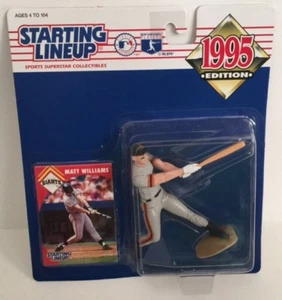 AGES 4 TO 104
STARTING
LINEUP
SPORTS SUPERSTAR COLLECTIBLES
1995
EDITION
MATT WILLIAMS
GIANTS